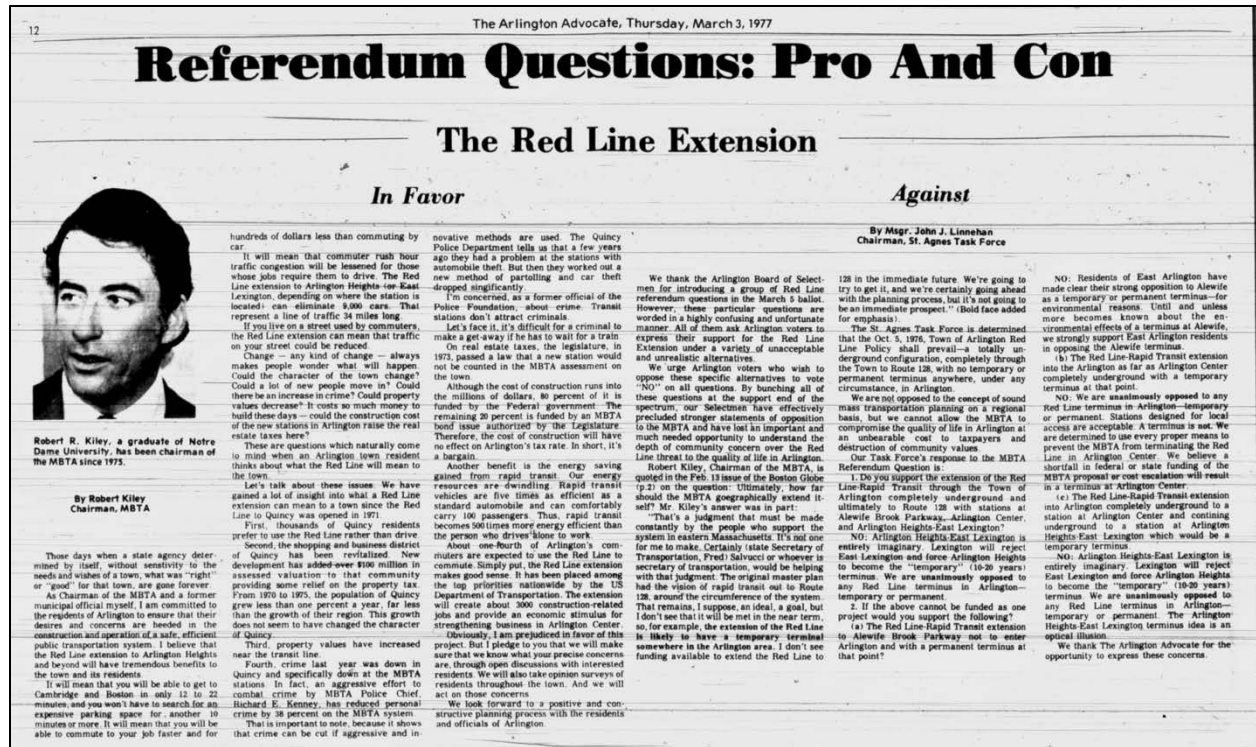 12
The Arlington Advocate, Thursday, March 3, 1977
Referendum Questions: Pro And Con
The Red Line Extension
In Favor
Robert R. Kiley, a graduate of Notre
Dame University, has been chairman of
the MBTA since 1975.
By Robert Kiley
Chairman, MBTA
Those days when a state agency deter-
mined by itself, without sensitivity to the
needs and wishes of a town, what was "right"
or "good" for that town, are gone forever.
As Chairman of the MBTA and a former
municipal official myself, I am committed to
the residents of Arlington to ensure that their
desires and concerns are heeded in the
construction and operation of a safe, efficient
public transportation system. I believe that
the Red Line extension to Arlington Heights
and beyond will have tremendous benefits to
the town and its residents.
It will mean that you will be able to get to
Cambridge and Boston in only 12 to 22
minutes, and you won't have to search for an
expensive parking space for another 10
minutes or more. It will mean that you will be
able to commute to your job faster and for
hundreds of dollars less than commuting by
car.
It will mean that commuter rush hour
traffic congestion will be lessened for those
whose jobs require them to drive. The Red
Line extension to Arlington Heights (or East
Lexington, depending on where the station is
located) can eliminate 9,000 cars. That
represent a line of traffic 34 miles long.
If you live on a street used by commuters,
the Red Line extension can mean that traffic
on your street could be reduced.
Change — any kind of change — always
makes people wonder what will happen.
Could the character of the town change?
Could a lot of new people move in? Could
there be an increase in crime? Could property
values decrease? It costs so much money to
build these days — could the construction cost
of the new stations in Arlington raise the real
estate taxes here?
These are questions which naturally come
to mind when an Arlington town resident
thinks about what the Red Line will mean to
the town.
Let's talk about these issues. We have
gained a lot of insight into what a Red Line
extension can mean to a town since the Red
Line to Quincy was opened in 1971.
First, thousands of Quincy residents
prefer to use the Red Line rather than drive.
Second, the shopping and business district
of Quincy has been revitalized. New
development has added over $100 million in
assessed valuation to that community
From 1970 to 1975, the population of Quincy
grew less than one percent a year, far less
than the growth of their region. This growth
does not seem to have changed the character
of Quincy.
Third, property values have increased
near the transit line.
Fourth, crime last year was down in
Quincy and specifically down at the MBTA
stations. In fact, an aggressive effort to
combat crime by MBTA Police Chief,
Richard E. Kenney, has reduced personal
crime by 38 percent on the MBTA system.
That is important to note, because it shows
that crime can be cut if aggressive and in-
novative methods are used. The Quincy
Police Department tells us that a few years
ago they had a problem at the stations with
automobile theft. But then they worked out a
new method of partolling and car theft
dropped singificantly.
I'm concerned, as a former official of the
Police Foundation, about crime. Transit
stations don't attract criminals.
Let's face it, it's difficult for a criminal to
make a get-away if he has to wait for a train.
On real estate taxes, the legislature, in
1973, passed a law that a new station would
not be counted in the MBTA assessment on
the town.
Although the cost of construction runs into
the millions of dollars, 80 percent of it is
funded by the Federal government. The
remaining 20 percent is funded by an MBTA
bond issue authorized by the Legislature.
Therefore, the cost of construction will have
no effect on Arlington's tax rate. In short, it's
a bargain.
Another benefit is the energy saving
gained from rapid transit. Our energy
resources are dwindling. Rapid transit
vehicles are five times as efficient as a
standard automobile and can comfortably
carry 100 passengers. Thus, rapid transit
becomes 500 times more energy efficient than
the person who drives alone to work.
About one-fourth of Arlington's com-
muters are expected to use the Red Line to
commute. Simply put, the Red Line extension
makes good sense. It has been placed among
the top priorities nationwide by the US
Department of Transportation. The extension
will create about 3000 construction-related
jobs and provide an economic stimulus for
strengthening business in Arlington Center.
Obviously, I am prejudiced in favor of this
project. But I pledge to you that we will make
sure that we know what your precise concerns
are, through open discussions with interested
residents. We will also take opinion surveys of
residents throughout the town. And we will
act on those concerns
We look forward to a positive and con-
structive planning process with the residents
and officials of Arlington.
Against
By Msgr. John J. Linnehan
Chairman, St. Agnes Task Force
We thank the Arlington Board of Select-
men for introducing a group of Red Line
referendum questions in the March 5 ballot.
However, these particular questions are
worded in a highly confusing and unfortunate
manner. All of them ask Arlington voters to
express their support for the Red Line
Extension under a variety of unacceptable
and unrealistic alternatives.
We urge Arlington voters who wish to
oppose these specific alternatives to vote
"NO" on all questions. By bunching all of
these questions at the support end of the
spectrum, our Selectmen have effectively
precluded stronger statements of opposition
to the MBTA and have lost an important and
much needed opportunity to understand the
depth of community concern over the Red
Line threat to the quality of life in Arlington.
Robert Kiley, Chairman of the MBTA, is
quoted in the Feb. 13 issue of the Boston Globe
(p.2) on the question: Ultimately, how far
should the MBTA goegraphically extend it-
self? Mr. Kiley's answer was in part:
"That's a judgment that must be made
constantly by the people who support the
system in eastern Massachusetts. It's not one
for me to make. Certainly (state Secretary of
Transportation, Fred) Salvucci or whoever is
secretary of transportation, would be helping
with that judgment. The original master plan
had the vision of rapid transit out to Route
128, around the circumference of the system.
That remains, I suppose, an ideal, a goal, but
I don't see that it will be met in the near term,
so, for example, the extension of the Red Line
is likely to have a temporary terminal
somewhere in the Arlington area. I don't see
funding available to extend the Red Line to
128 in the immediate future. We're going to
try to get it, and we're certainly going ahead
with the planning process, but it's not going to
be an immediate prospect." (Bold face added
for emphasis).
The St. Agnes Task Force is determined
that the Oct. 5, 1976, Town of Arlington Red
Line Policy shall prevail—a totally un-
derground configuration, completely through
the Town to Route 128, with no temporary or
permanent terminus anywhere, under any
circumstance, in Arlington.
We are not opposed to the concept of sound
mass transportation planning on a regional
basis, but we cannot allow the MBTA to
compromise the quality of life in Arlington at
an unbearable cost to taxpayers and
destruction of community values.
Our Task Force's response to the MBTA
Referendum Question is:
1. Do you support the extension of the Red
Line-Rapid Transit through the Town of
Arlington completely underground and
ultimately to Route 128 with stations at
Alewife Brook Parkway, Arlington Center,
and Arlington Heights-East Lexington?
NO: Arlington Heights-East Lexington is
entirely imaginary. Lexington will reject
East Lexington and force Arlington Heights
to become the "temporary" (10-20 years)
terminus. We are unanimously opposed to
any Red Line terminus in Arlington—
temporary or permanent.
2. If the above cannot be funded as one
project would you support the following?
(a) The Red Line-Rapid Transit extension
to Alewife Brook Parkway not to enter
Arlington and with a permanent terminus at
that point?
NO: Residents of East Arlington have
made clear their strong opposition to Alewife
as a temporary or permanent terminus—for
environmental reasons. Until and unless
more becomes known about the en-
vironmental effects of a terminus at Alewife,
we strongly support East Arlington residents
in opposing the Alewife terminus.
(b) The Red Line-Rapid Transit extension
into the Arlington as far as Arlington Center
completely underground with a temporary
terminus at that point.
NO: We are unanimously opposed to any
Red Line terminus in Arlington—temporary
or permanent. Stations designed for local
access are acceptable. A terminus is not. We
are determined to use every proper means to
prevent the MBTA from terminating the Red
Line in Arlington Center. We believe a
shortfall in federal or state funding of the
MBTA proposal or cost escalation will result
in a terminus at Arlington Center.
(c) The Red Line-Rapid Transit extension
into Arlington completely underground to a
station at Arlington Center and contining
underground to a station at Arlington
Heights-East Lexington which would be a
temporary terminus.
NO: Arlington Heights-East Lexington is
entirely imaginary. Lexington will reject
East Lexington and force Arlington Heights
to become the "temporary" (10-20 years)
terminus. We are unanimously opposed to
any Red Line terminus in Arlington—
temporary or permanent. The Arlington
Heights-East Lexington terminus idea is an
optical illusion.
We thank The Arlington Advocate for the
opportunity to express these concerns.